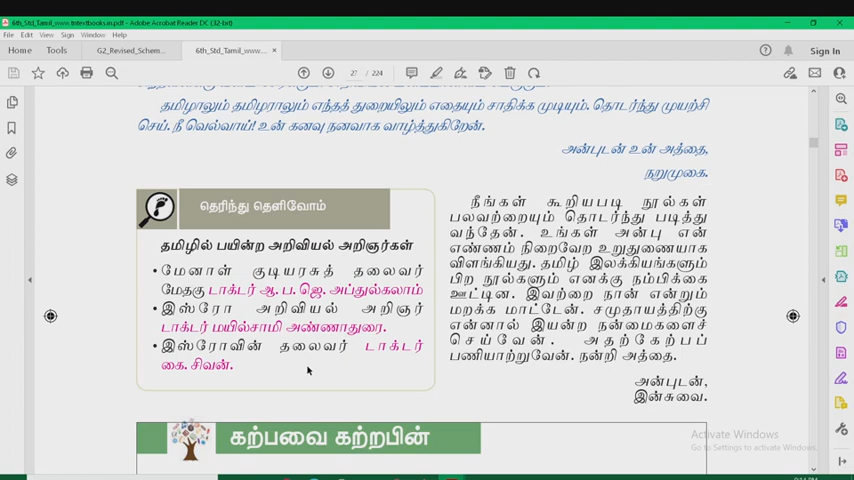 6th_Std_Tamil_www.tntextbooks.in.pdf - Adobe Acrobat Reader DC (32-bit)
File Edit View Sign Window Help
Home Tools G2_Revised_Schem... 6th_Std_Tamil_www.... × Sign In
27 / 224
தமிழாலும் தமிழராலும் எந்தத் துறையிலும் எதையும் சாதிக்க முடியும். தொடர்ந்து முயற்சி
செய். நீ வெல்வாய்! உன் கனவு நனவாக வாழ்த்துகிறேன்.
அன்புடன் உன் அத்தை,
நறுமுகை.
தெரிந்து தெளிவோம்
தமிழில் பயின்ற அறிவியல் அறிஞர்கள்
• மேனாள் குடியரசுத் தலைவர்
மேதகு டாக்டர் ஆ. ப. ஜெ. அப்துல்கலாம்
• இஸ்ரோ அறிவியல் அறிஞர்
டாக்டர் மயில்சாமி அண்ணாதுரை.
• இஸ்ரோவின் தலைவர் டாக்டர்
கை. சிவன்.
நீங்கள் கூறியபடி நூல்கள்
பலவற்றையும் தொடர்ந்து படித்து
வந்தேன். உங்கள் அன்பு என்
எண்ணம் நிறைவேற உறுதுணையாக
விளங்கியது. தமிழ் இலக்கியங்களும்
பிற நூல்களும் எனக்கு நம்பிக்கை
ஊட்டின. இவற்றை நான் என்றும்
மறக்க மாட்டேன். சமுதாயத்திற்கு
என்னால் இயன்ற நன்மைகளைச்
செய்வேன். அதற்கேற்பப்
பணியாற்றுவேன். நன்றி அத்தை.
அன்புடன்,
இன்சுவை.
கற்பவை கற்றபின்
Activate Windows
Go to Settings to activate Windows.